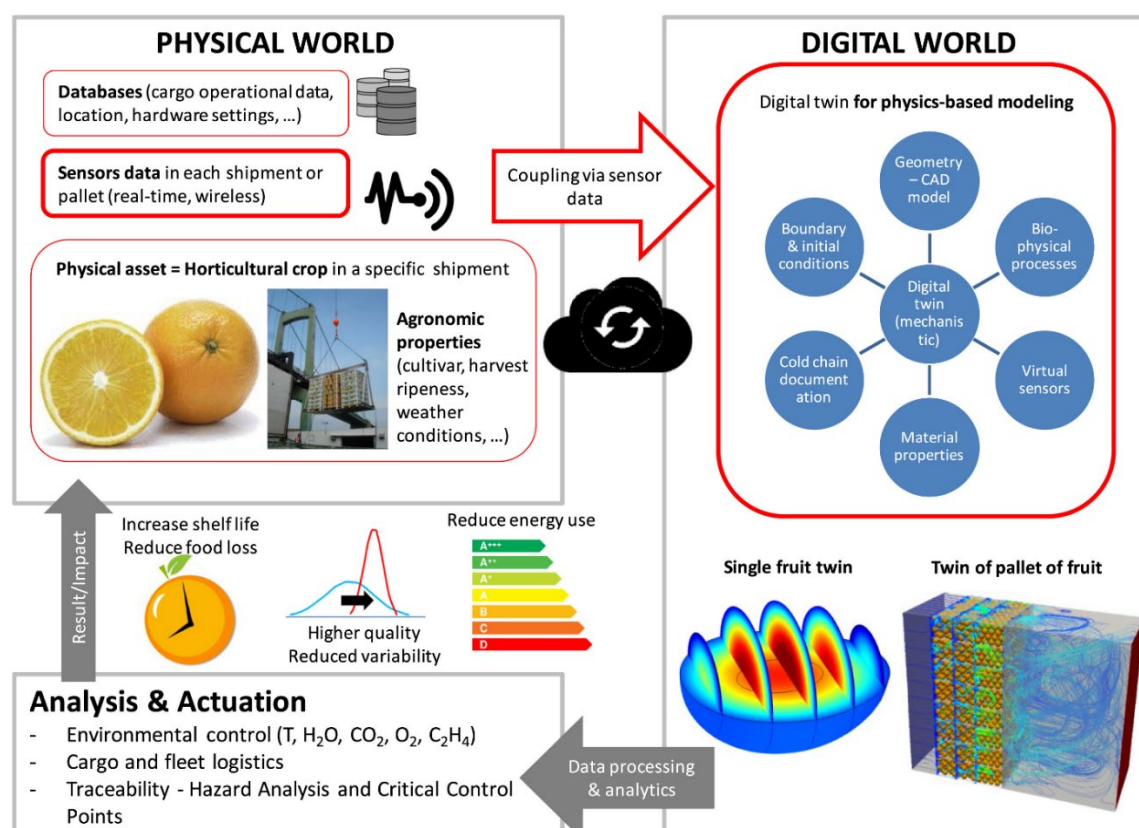 PHYSICAL WORLD
Databases (cargo operational data,
location, hardware settings, ...)
Sensors data in each shipment or
pallet (real-time, wireless)
Physical asset = Horticultural crop in a specific shipment
Agronomic
properties
(cultivar, harvest
ripeness,
weather
conditions, ...)
Coupling via sensor
data
DIGITAL WORLD
Digital twin for physics-based modeling
Geometry
– CAD
model
Bio-
physical
processes
Virtual
sensors
Material
properties
Cold chain
document
ation
Boundary
& initial
conditions
Digital
twin
(mechanis
tic)
Single fruit twin
Twin of pallet of fruit
Data processing
& analytics
Analysis & Actuation
- Environmental control (T, H₂O, CO₂, O₂, C₂H₄)
- Cargo and fleet logistics
- Traceability - Hazard Analysis and Critical Control
Points
Result/Impact
Increase shelf life
Reduce food loss
Higher quality
Reduced variability
Reduce energy use
A+++
A++
A+
A
B
C
D